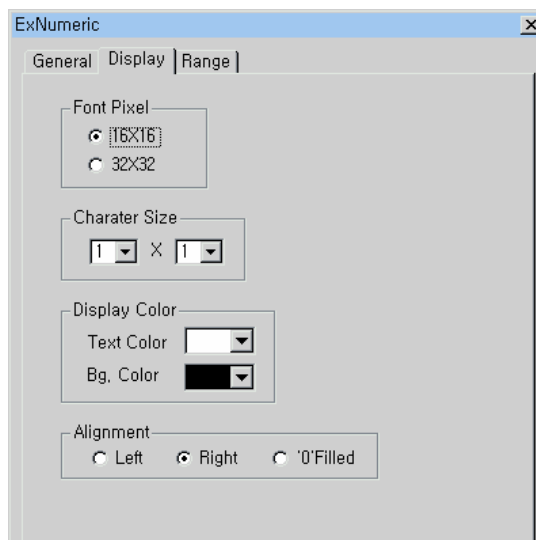 ExNumeric
General Display Range
Font Pixel
16X16
32X32
Charater Size
1 X 1
Display Color
Text Color
Bg. Color
Alignment
Left Right '0'Filled